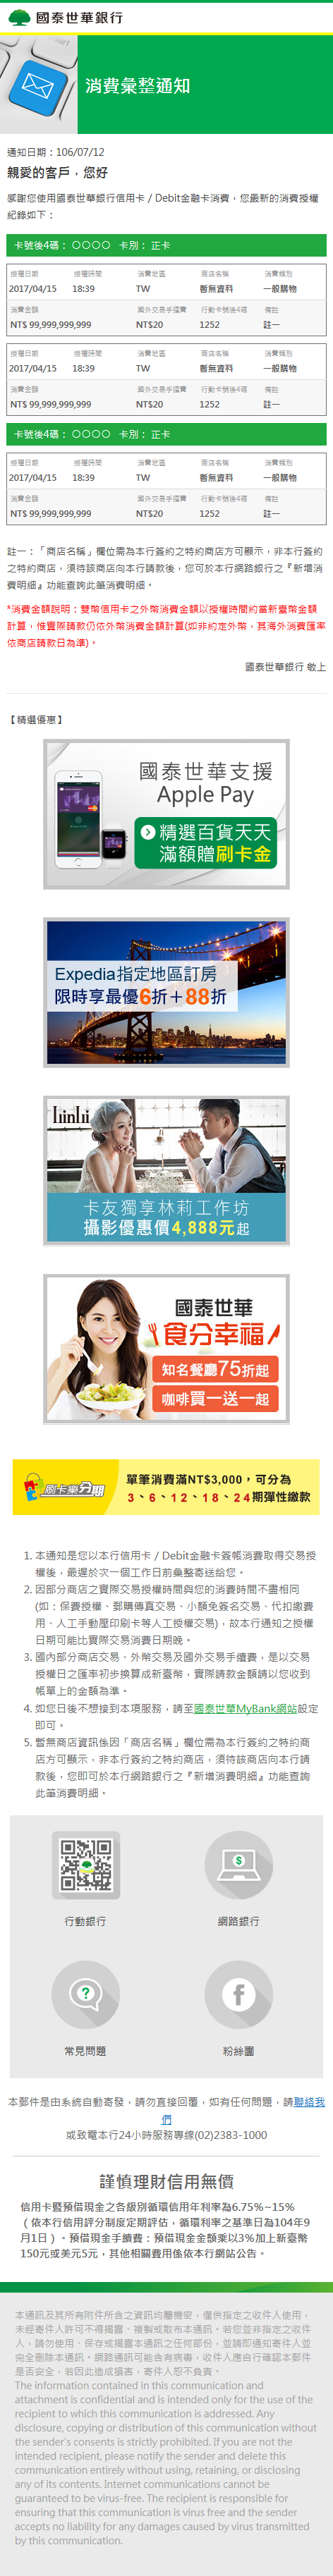 國泰世華銀行
消費彙整通知
通知日期：106/07/12
親愛的客戶，您好
感謝您使用國泰世華銀行信用卡 / Debit金融卡消費，您最新的消費授權
紀錄如下：
卡號後4碼： ○○○○ 卡別： 正卡
授權日期 授權時間 消費地區 商店名稱 消費類別
2017/04/15 18:39 TW 暫無資料 一般購物
消費金額 國外交易手續費 行動卡號後4碼 備註
NT$ 99,999,999,999 NT$20 1252 註一
授權日期 授權時間 消費地區 商店名稱 消費類別
2017/04/15 18:39 TW 暫無資料 一般購物
消費金額 國外交易手續費 行動卡號後4碼 備註
NT$ 99,999,999,999 NT$20 1252 註一
卡號後4碼： ○○○○ 卡別： 正卡
授權日期 授權時間 消費地區 商店名稱 消費類別
2017/04/15 18:39 TW 暫無資料 一般購物
消費金額 國外交易手續費 行動卡號後4碼 備註
NT$ 99,999,999,999 NT$20 1252 註一
註一：「商店名稱」欄位需為本行簽約之特約商店方可顯示，非本行簽約
之特約商店，須待該商店向本行請款後，您可於本行網路銀行之『新增消
費明細』功能查詢此筆消費明細。
*消費金額說明：雙幣信用卡之外幣消費金額以授權時間約當新臺幣金額
計算，惟實際請款仍依外幣消費金額計算(如非約定外幣，其海外消費匯率
依商店請款日為準)。
國泰世華銀行 敬上
【精選優惠】
國泰世華支援
Apple Pay
精選百貨天天
滿額贈刷卡金
Expedia指定地區訂房
限時享最優6折＋88折
LinLi
卡友獨享林莉工作坊
攝影優惠價4,888元起
國泰世華
食分幸福
知名餐廳75折起
咖啡買一送一起
刷卡樂分期
單筆消費滿NT$3,000，可分為
3、6、12、18、24期彈性繳款
1. 本通知是您以本行信用卡 / Debit金融卡簽帳消費取得交易授
權後，最遲於次一個工作日前彙整寄送給您。
2. 因部分商店之實際交易授權時間與您的消費時間不盡相同
(如：保費授權、郵購傳真交易、小額免簽名交易、代扣繳費
用、人工手動壓印刷卡等人工授權交易)，故本行通知之授權
日期可能比實際交易消費日期晚。
3. 國內部分商店交易、外幣交易及國外交易手續費，是以交易
授權日之匯率初步換算成新臺幣，實際請款金額請以您收到
帳單上的金額為準。
4. 如您日後不想接到本項服務，請至國泰世華MyBank網站設定
即可。
5. 暫無商店資訊係因「商店名稱」欄位需為本行簽約之特約商
店方可顯示，非本行簽約之特約商店，須待該商店向本行請
款後，您即可於本行網路銀行之『新增消費明細』功能查詢
此筆消費明細。
行動銀行 網路銀行
常見問題 粉絲團
本郵件是由系統自動寄發，請勿直接回覆，如有任何問題，請聯絡我
們
或致電本行24小時服務專線(02)2383-1000
謹慎理財信用無價
信用卡暨預借現金之各級別循環信用年利率為6.75%~15%
（依本行信用評分制度定期評估，循環利率之基準日為104年9
月1日）。預借現金手續費：預借現金金額乘以3%加上新臺幣
150元或美元5元，其他相關費用係依本行網站公告。
本通訊及其所有附件所含之資訊均屬機密，僅供指定之收件人使用，
未經寄件人許可不得揭露、複製或散布本通訊。若您並非指定之收件
人，請勿使用、保存或揭露本通訊之任何部份，並請即通知寄件人並
完全刪除本通訊。網路通訊可能含有病毒，收件人應自行確認本郵件
是否安全，若因此造成損害，寄件人恕不負責。
The information contained in this communication and
attachment is confidential and is intended only for the use of the
recipient to which this communication is addressed. Any
disclosure, copying or distribution of this communication without
the sender's consents is strictly prohibited. If you are not the
intended recipient, please notify the sender and delete this
communication entirely without using, retaining, or disclosing
any of its contents. Internet communications cannot be
guaranteed to be virus-free. The recipient is responsible for
ensuring that this communication is virus free and the sender
accepts no liability for any damages caused by virus transmitted
by this communication.